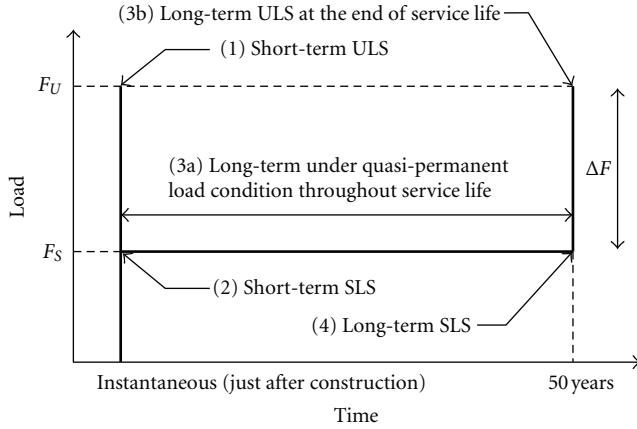 (3b) Long-term ULS at the end of service life
(1) Short-term ULS
F_U
(3a) Long-term under quasi-permanent
load condition throughout service life
ΔF
Load
F_S
(2) Short-term SLS
(4) Long-term SLS
Instantaneous (just after construction)
50 years
Time